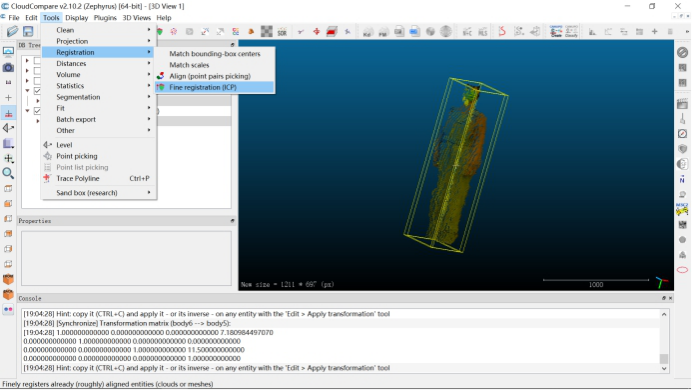 CloudCompare v2.10.2 (Zephyrus) [64-bit] - [3D View 1]
File Edit Tools Display Plugins 3D Views Help
SOR
DB Tree
Clean
Projection
Registration
Distances
Volume
Statistics
Segmentation
Fit
Batch export
Other
Level
Point picking
Point list picking
Trace Polyline Ctrl+P
Sand box (research)
Match bounding-box centers
Match scales
Align (point pairs picking)
Fine registration (ICP)
Properties
New size = 1211 * 687 (px)
1000
Console
[19:04:28] Hint: copy it (CTRL+C) and apply it - or its inverse - on any entity with the 'Edit > Apply transformation' tool
[19:04:28] [Synchronize] Transformation matrix (body6 --> body5):
[19:04:28] 1.000000000000 0.000000000000 0.000000000000 7.180984497070
0.000000000000 1.000000000000 0.000000000000 0.000000000000
0.000000000000 0.000000000000 1.000000000000 11.500000000000
0.000000000000 0.000000000000 0.000000000000 1.000000000000
[19:04:28] Hint: copy it (CTRL+C) and apply it - or its inverse - on any entity with the 'Edit > Apply transformation' tool
Finely registers already (roughly) aligned entities (clouds or meshes)